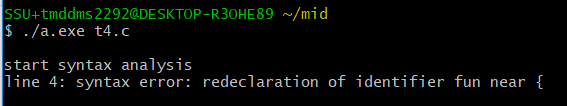 SSU+tmddms2292@DESKTOP-R3OHE89 ~/mid
$ ./a.exe t4.c
start syntax analysis
line 4: syntax error: redeclaration of identifier fun near {